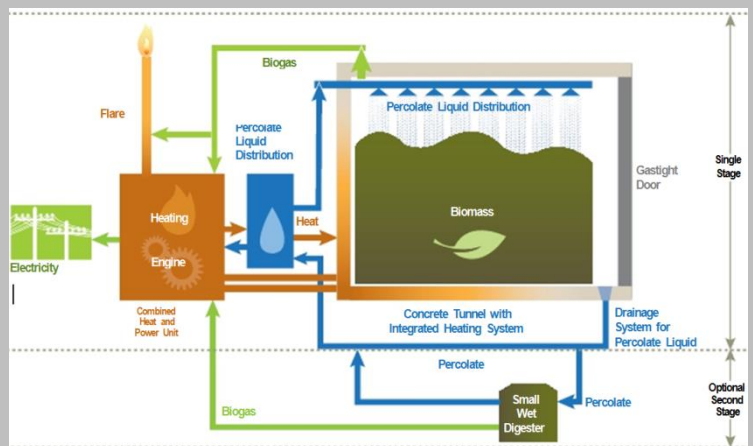 Biogas
Flare
Percolate
Liquid
Distribution
Percolate Liquid Distribution
Single
Stage
Gastight
Door
Heating
Heat
Biomass
Engine
Electricity
Combined
Heat and
Power Unit
Concrete Tunnel with
Integrated Heating System
Drainage
System for
Percolate Liquid
Percolate
Optional
Second
Stage
Small
Wet
Digester
Percolate
Biogas